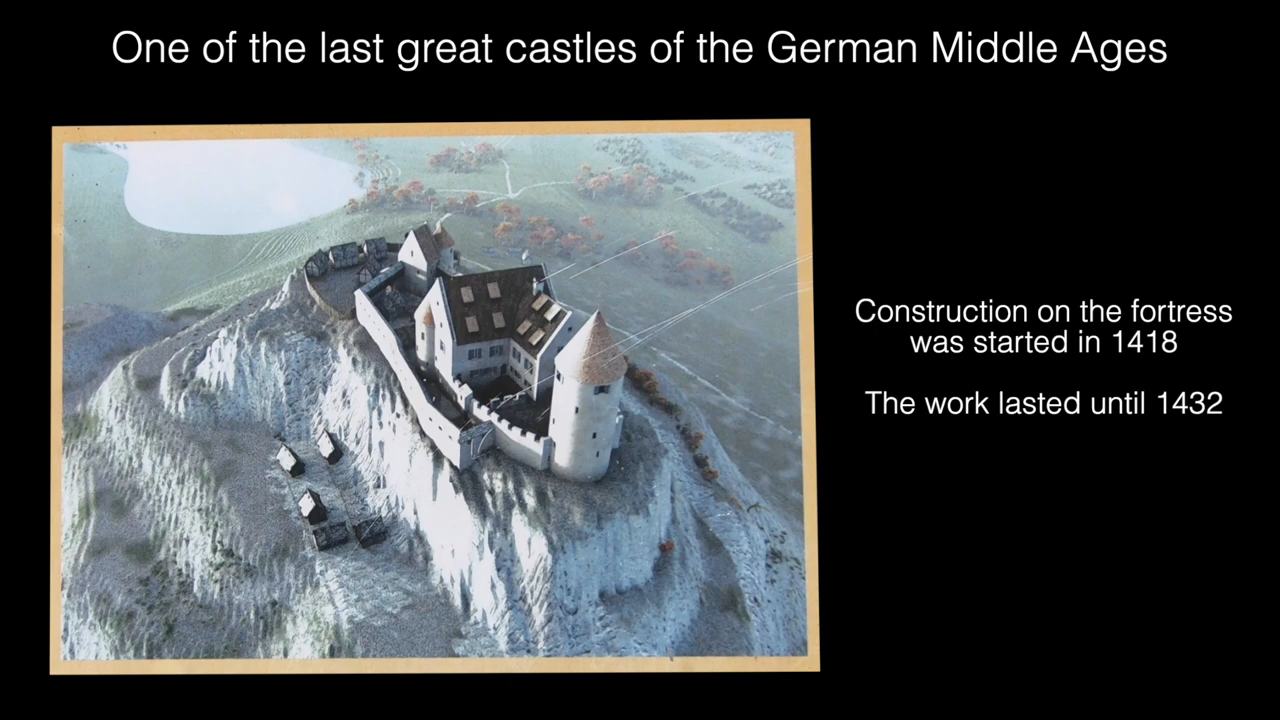 One of the last great castles of the German Middle Ages
Construction on the fortress
was started in 1418
The work lasted until 1432